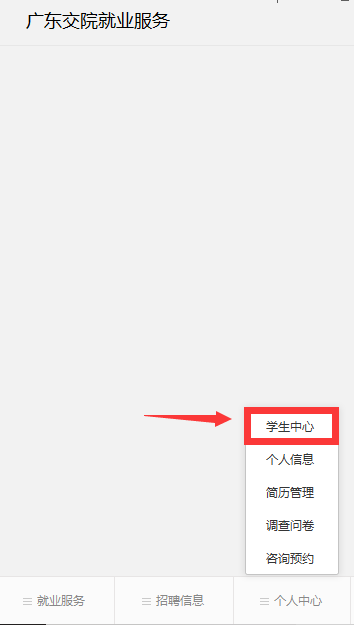 广东交院就业服务
学生中心
个人信息
简历管理
调查问卷
咨询预约
就业服务 招聘信息 个人中心